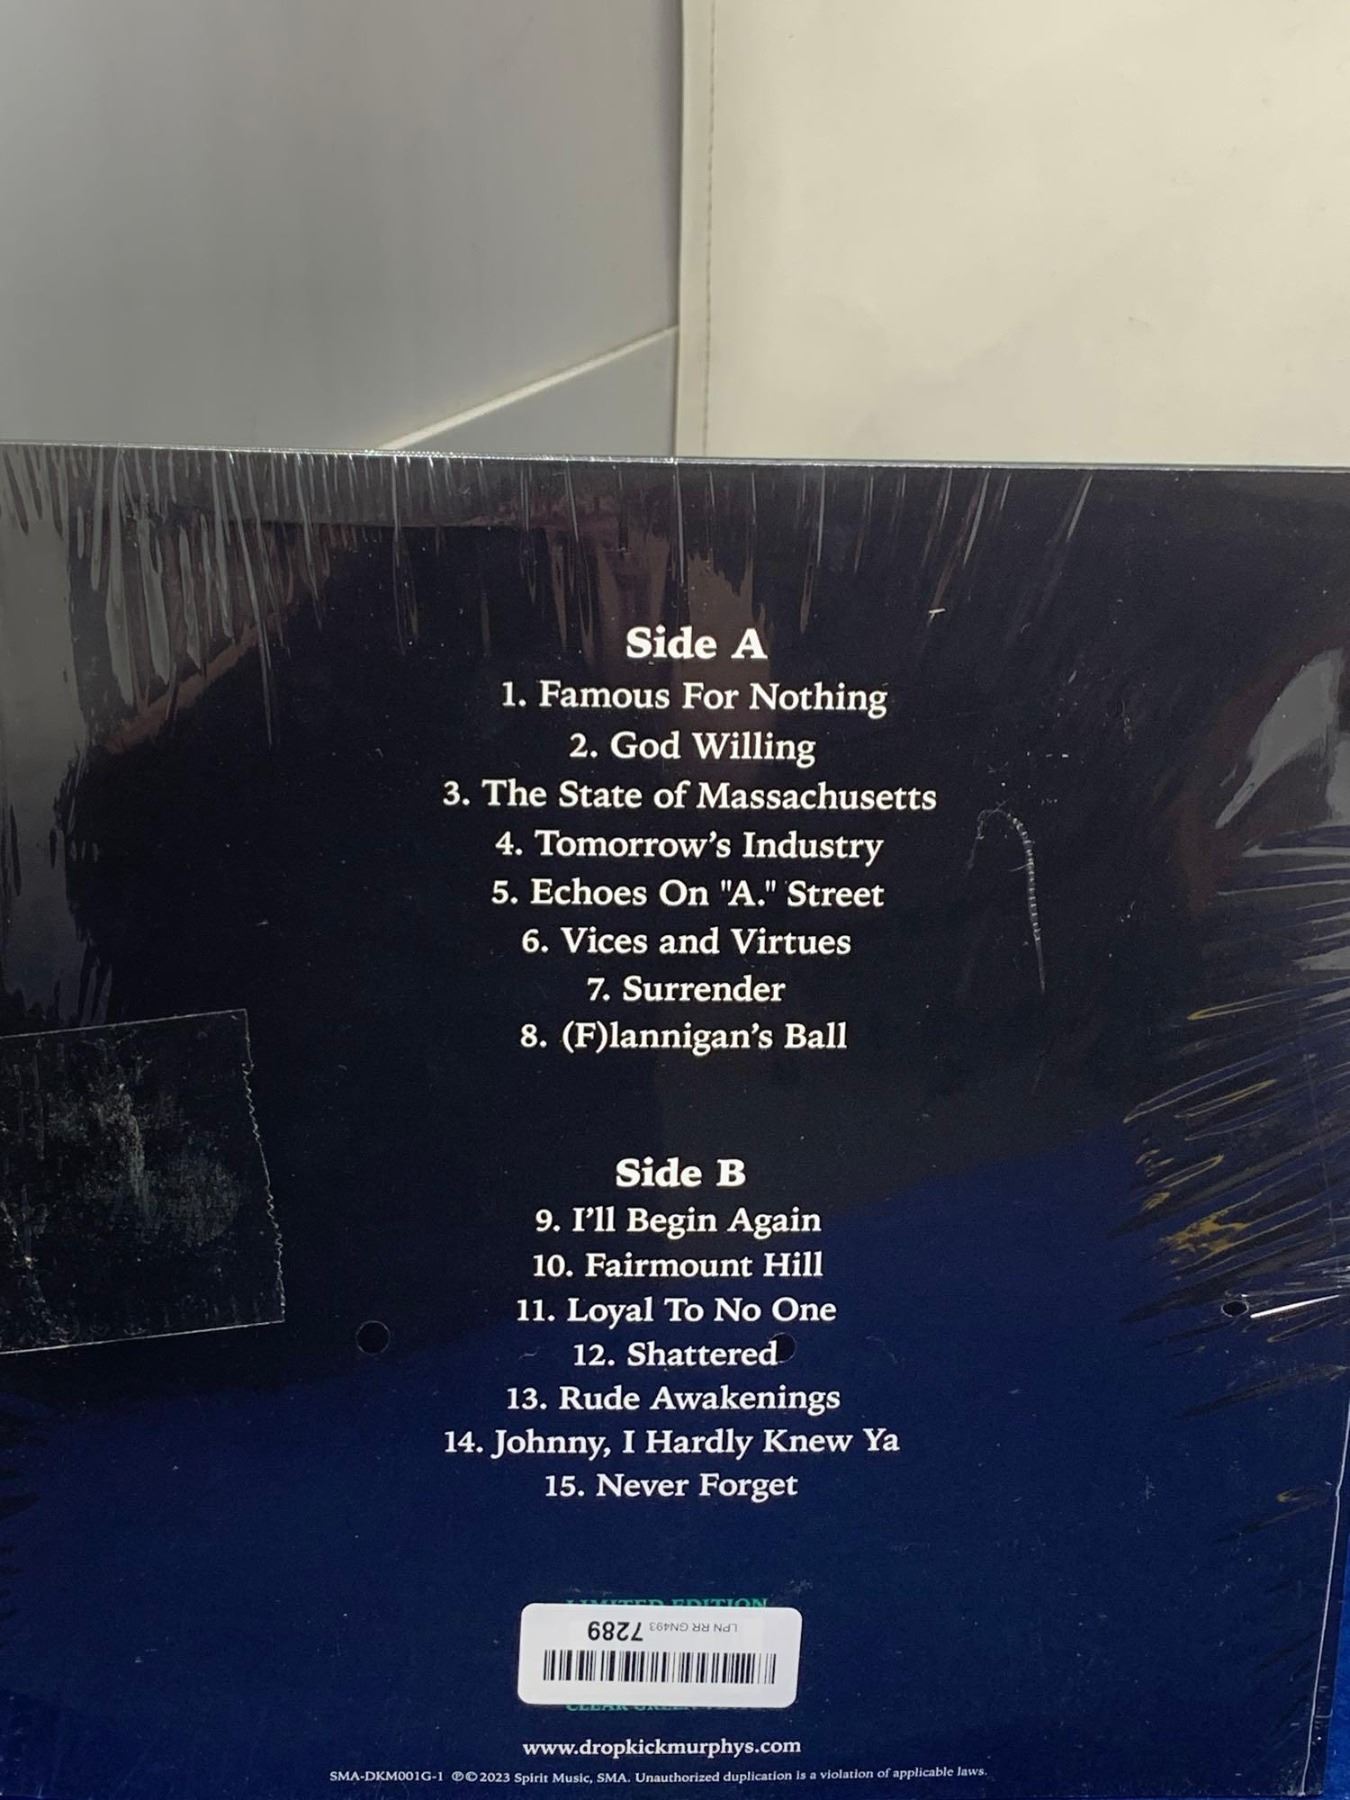 Side A
1. Famous For Nothing
2. God Willing
3. The State of Massachusetts
4. Tomorrow's Industry
5. Echoes On "A." Street
6. Vices and Virtues
7. Surrender
8. (F)lannigan's Ball
Side B
9. I'll Begin Again
10. Fairmount Hill
11. Loyal To No One
12. Shattered
13. Rude Awakenings
14. Johnny, I Hardly Knew Ya
15. Never Forget
LIMITED EDITION
LPN RR GN493 7289
CLEAR GREEN
www.dropkickmurphys.com
SMA-DKM001G-1 ℗©2023 Spirit Music, SMA. Unauthorized duplication is a violation of applicable laws.